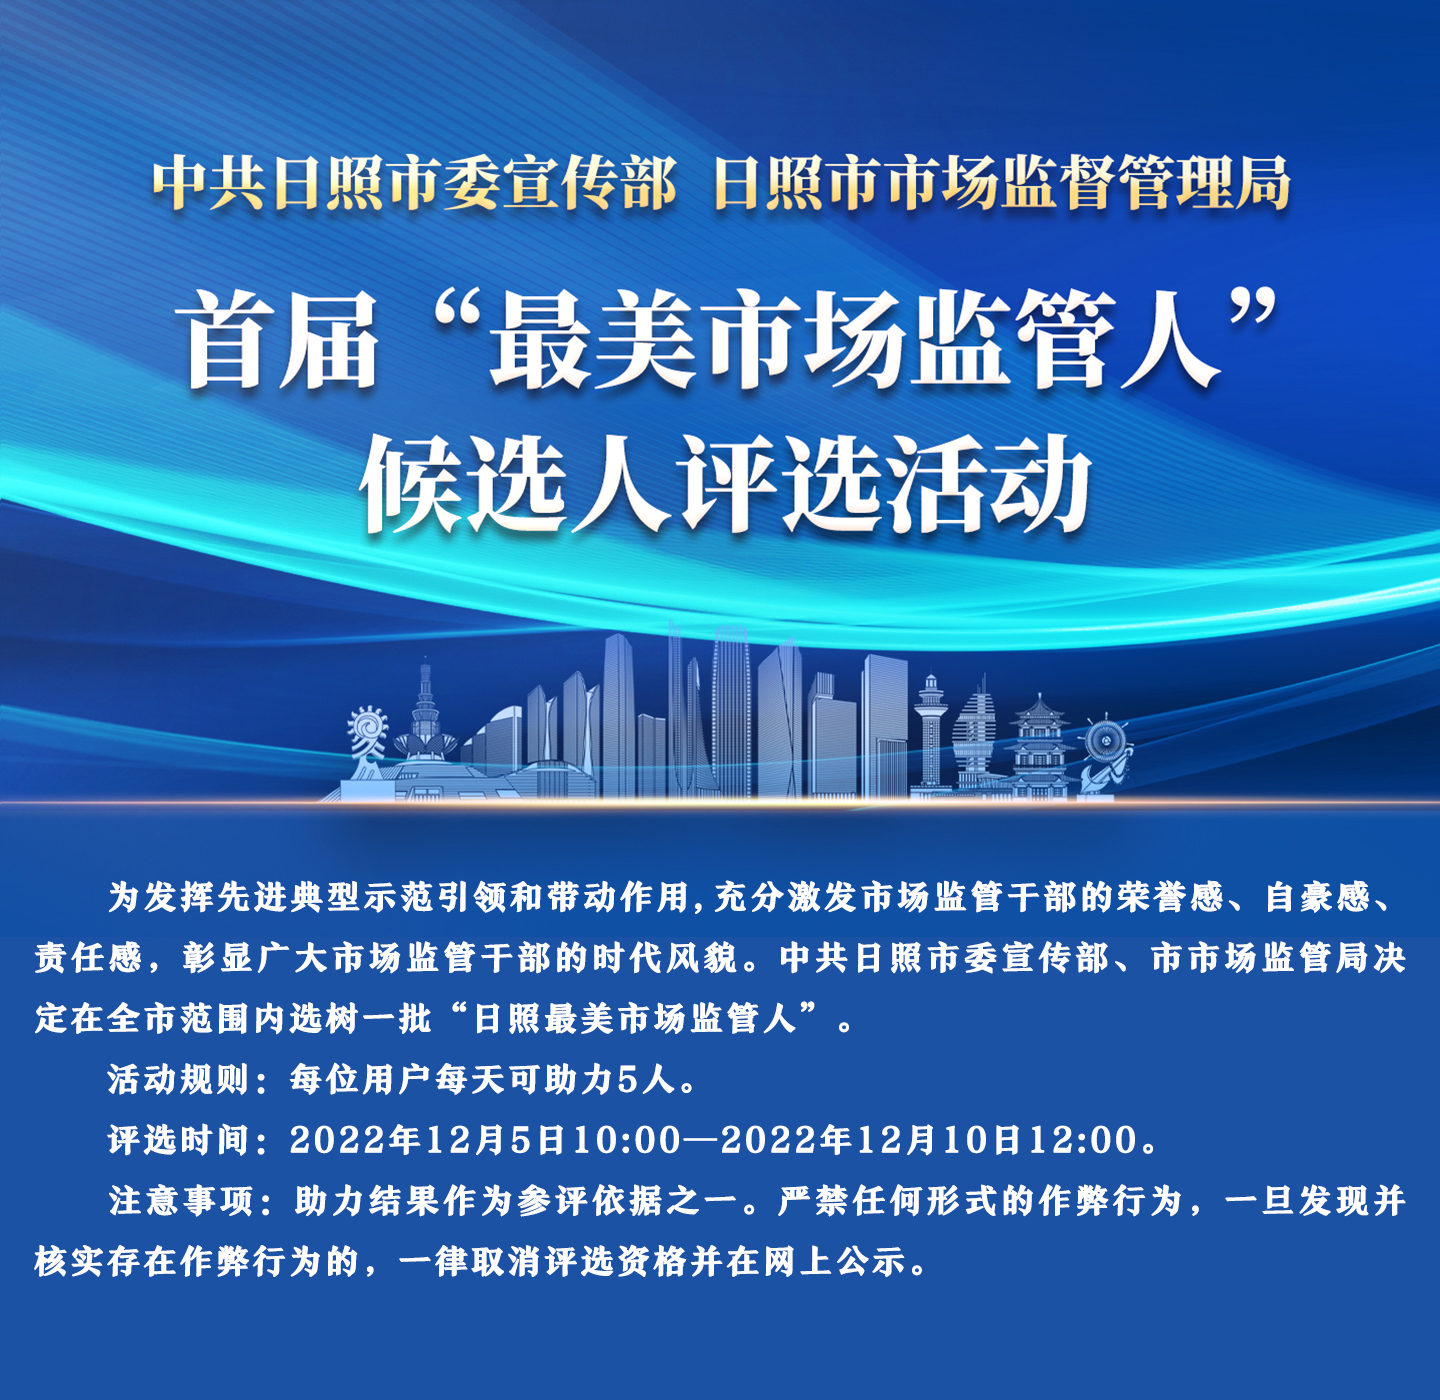 中共日照市委宣传部 日照市市场监督管理局
首届“最美市场监管人”
候选人评选活动
为发挥先进典型示范引领和带动作用,充分激发市场监管干部的荣誉感、自豪感、
责任感，彰显广大市场监管干部的时代风貌。中共日照市委宣传部、市市场监管局决
定在全市范围内选树一批“日照最美市场监管人”。
活动规则：每位用户每天可助力5人。
评选时间：2022年12月5日10:00—2022年12月10日12:00。
注意事项：助力结果作为参评依据之一。严禁任何形式的作弊行为，一旦发现并
核实存在作弊行为的，一律取消评选资格并在网上公示。